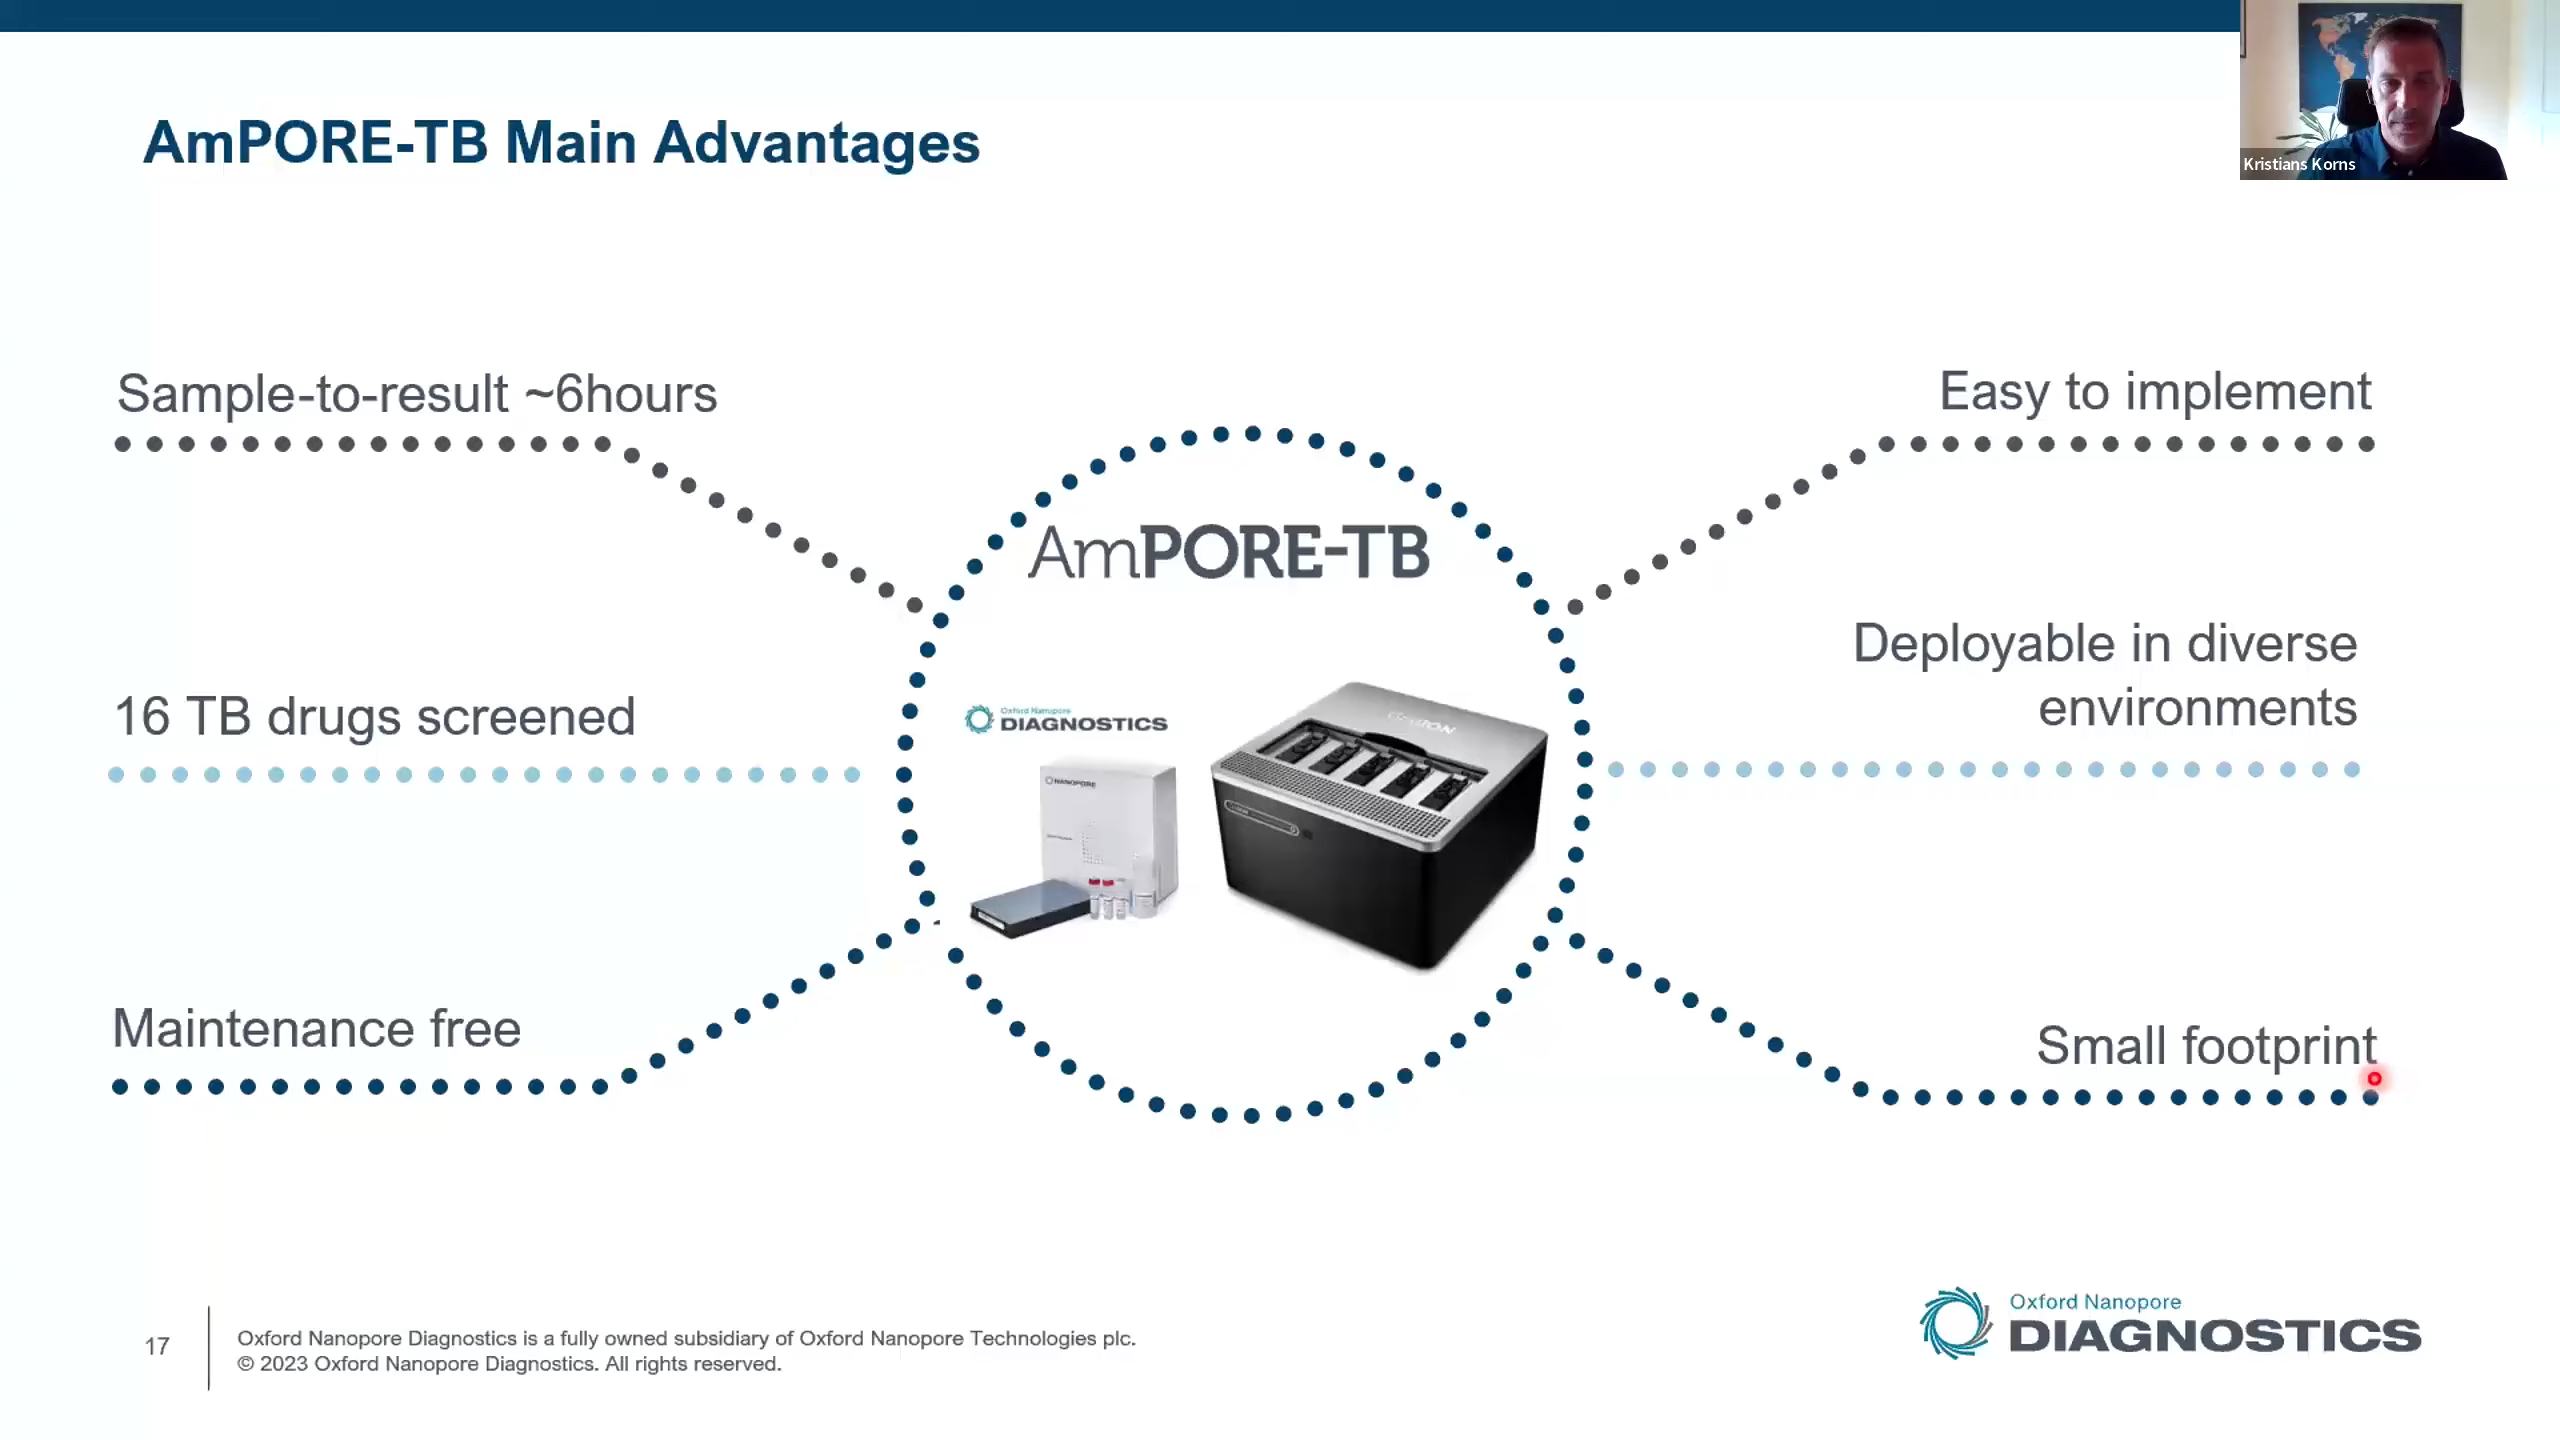 Kristians Korns
AmPORE-TB Main Advantages
Sample-to-result ~6hours
16 TB drugs screened
Maintenance free
AmPORE-TB
Oxford Nanopore
DIAGNOSTICS
NANOPORE
Easy to implement
Deployable in diverse
environments
Small footprint
17
Oxford Nanopore Diagnostics is a fully owned subsidiary of Oxford Nanopore Technologies plc.
© 2023 Oxford Nanopore Diagnostics. All rights reserved.
Oxford Nanopore
DIAGNOSTICS